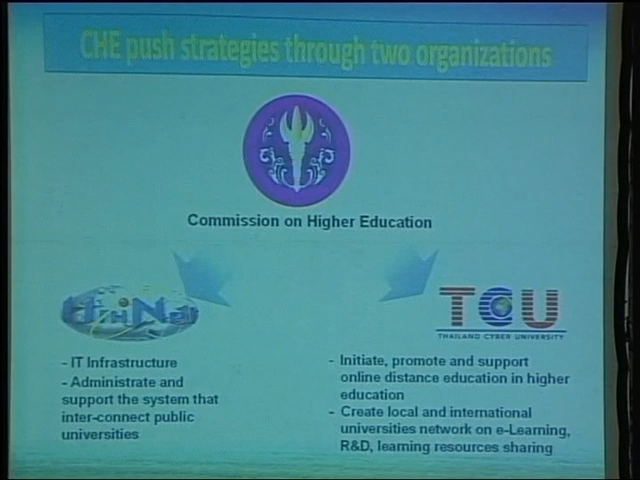 CHE push strategies through two organizations
Commission on Higher Education
UniNet
TCU
THAILAND CYBER UNIVERSITY
- IT Infrastructure
- Administrate and
support the system that
inter-connect public
universities
- Initiate, promote and support
online distance education in higher
education
- Create local and international
universities network on e-Learning,
R&D, learning resources sharing